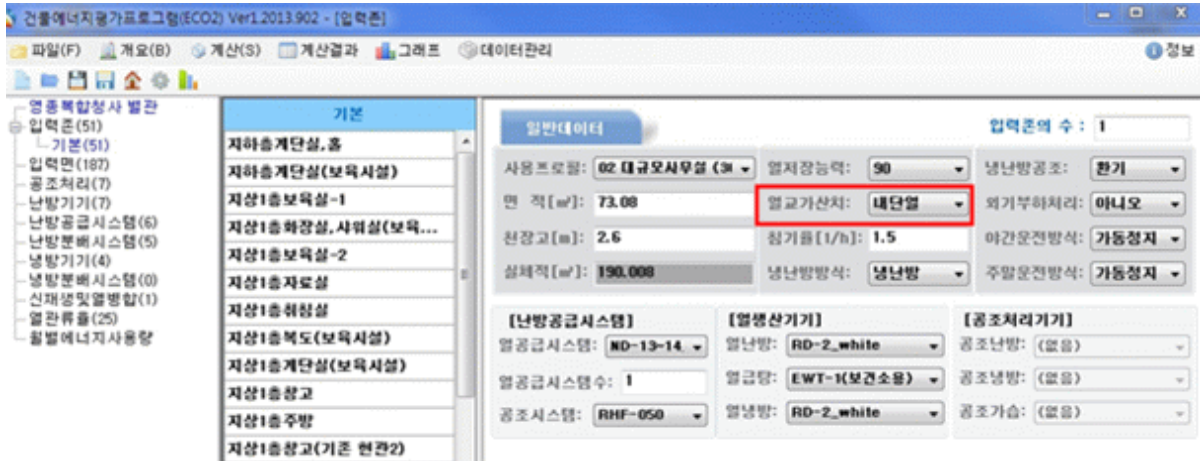 건물에너지평가프로그램(ECO2) Ver1.2013.902 - [입력존]
파일(F) 개요(B) 계산(S) 계산결과 그래프 데이터관리 정보
영종복합청사 별관
입력존(51)
기본(51)
입력면(187)
공조처리(7)
난방기기(7)
난방공급시스템(6)
난방분배시스템(5)
냉방기기(4)
냉방분배시스템(0)
신재생및열병합(1)
열관류율(25)
월별에너지사용량
기본
지하층계단실,홀
지하층계단실(보육시설)
지상1층보육실-1
지상1층화장실,샤워실(보육...
지상1층보육실-2
지상1층자료실
지상1층취침실
지상1층복도(보육시설)
지상1층계단실(보육시설)
지상1층창고
지상1층주방
지상1층창고(기존 현관2)
일반데이터 입력존의 수 : 1
사용프로필: 02 대규모사무실 (30 열저장능력: 90 냉난방공조: 환기
면 적[㎡]: 73.08 열교가산치: 내단열 외기부하처리: 아니오
천장고[m]: 2.6 침기율[1/h]: 1.5 야간운전방식: 가동정지
실체적[㎥]: 190.008 냉난방방식: 냉난방 주말운전방식: 가동정지
[난방공급시스템] [열생산기기] [공조처리기기]
열공급시스템: ND-13-14. 열난방: RD-2_white 공조난방: (없음)
열공급시스템수: 1 열급탕: EWT-1(보건소용) 공조냉방: (없음)
공조시스템: RHF-050 열냉방: RD-2_white 공조가습: (없음)